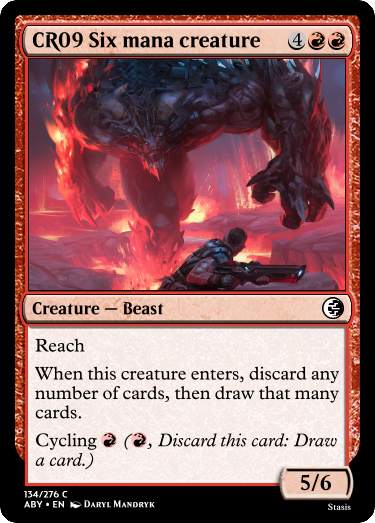 CR09 Six mana creature 4
Creature — Beast
Reach
When this creature enters, discard any
number of cards, then draw that many
cards.
Cycling (, Discard this card: Draw
a card.)
5/6
134/276 C
ABY • EN Daryl Mandryk
Stasis